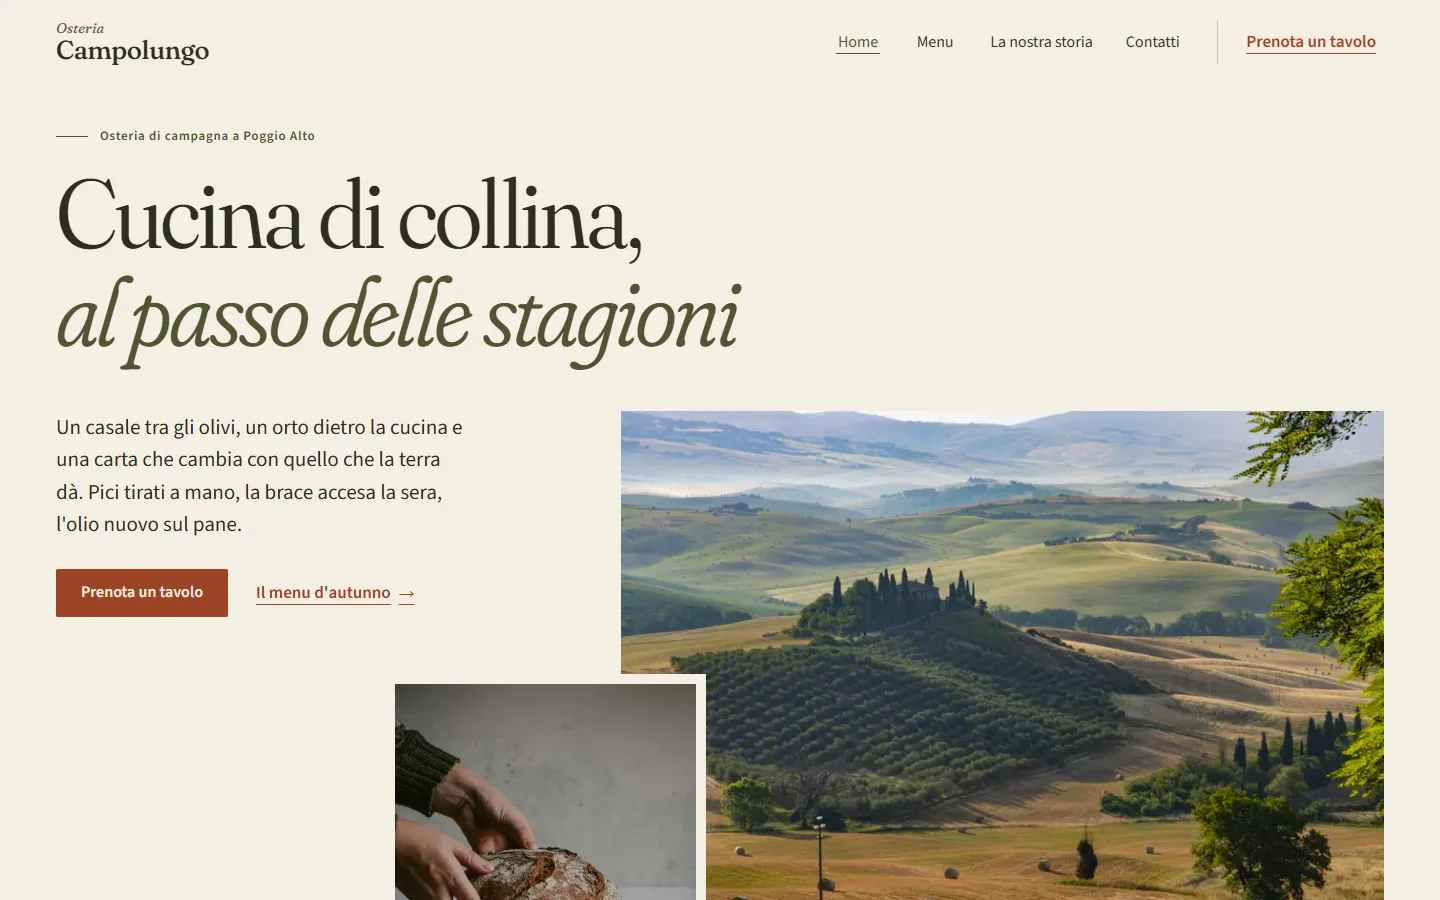 Osteria
Campolungo
Home
Menu
La nostra storia
Contatti
Prenota un tavolo
Osteria di campagna a Poggio Alto
Cucina di collina,
al passo delle stagioni
Un casale tra gli olivi, un orto dietro la cucina e
una carta che cambia con quello che la terra
dà. Pici tirati a mano, la brace accesa la sera,
l'olio nuovo sul pane.
Prenota un tavolo
Il menu d'autunno →